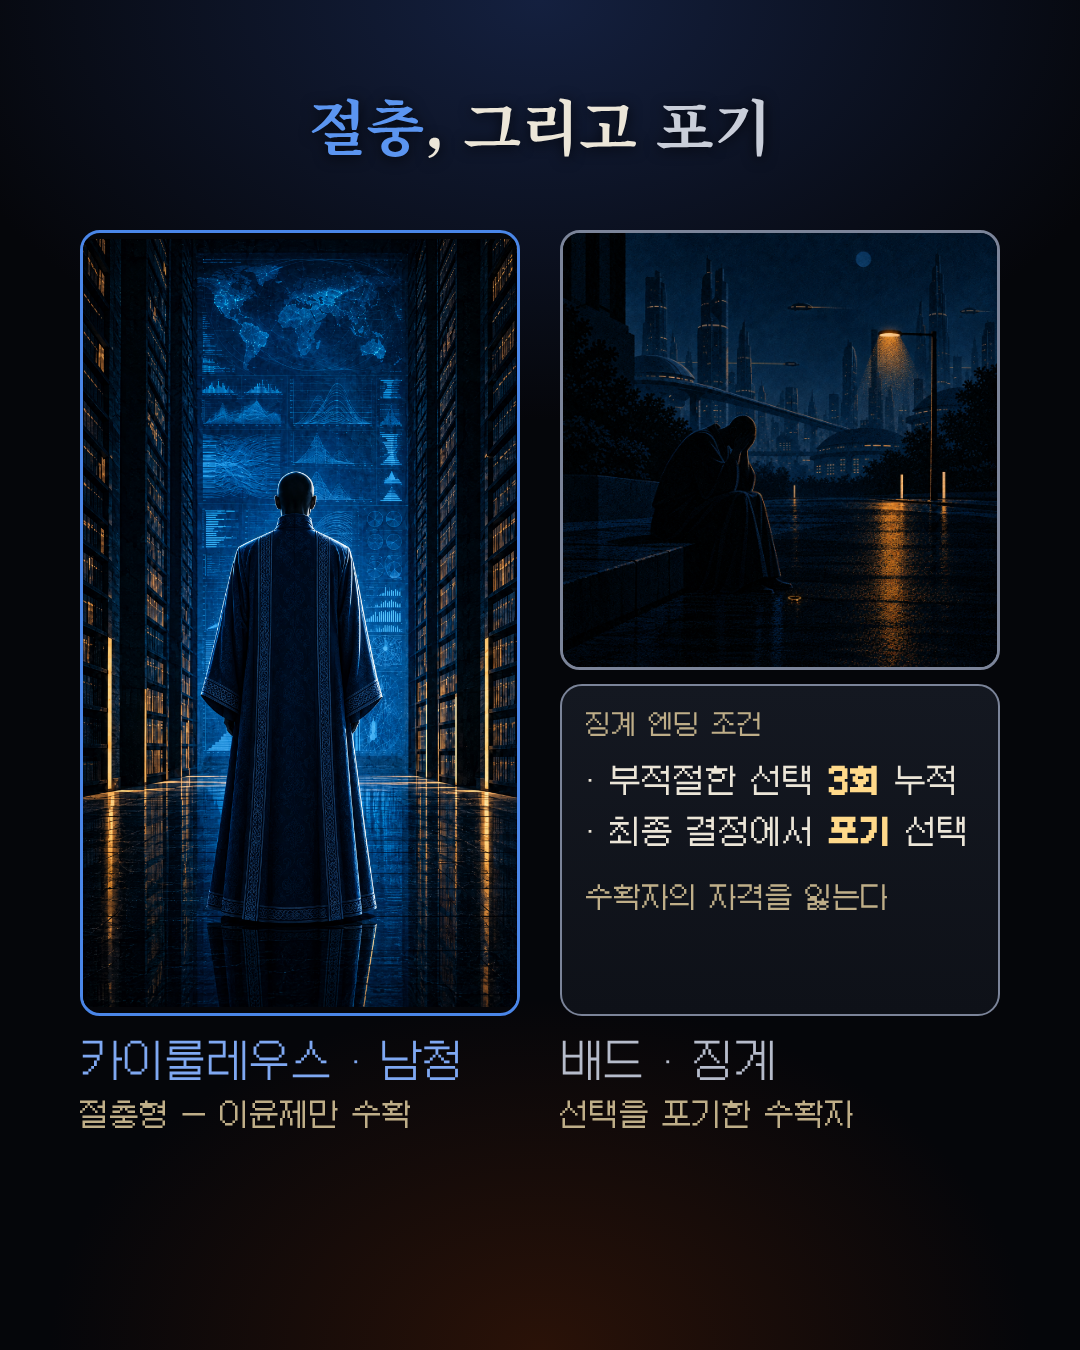 절충, 그리고 포기
카이룰레우스 · 남청
절충형 — 이윤제만 수확
징계 엔딩 조건
· 부적절한 선택 3회 누적
· 최종 결정에서 포기 선택
수확자의 자격을 잃는다
배드 · 징계
선택을 포기한 수확자